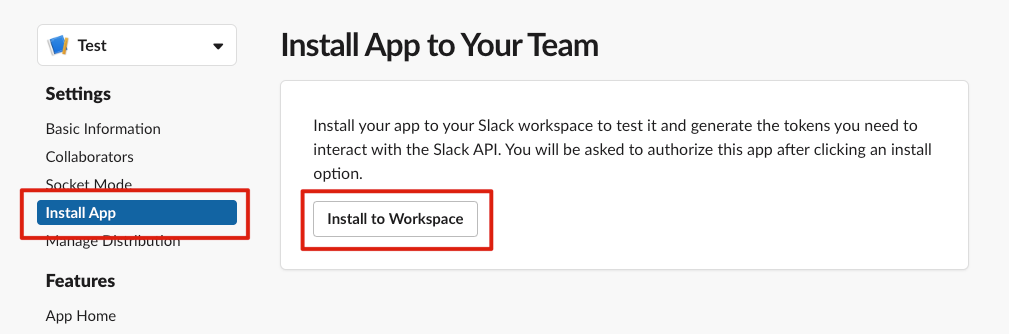 Test
Settings
Basic Information
Collaborators
Socket Mode
Install App
Manage Distribution
Features
App Home
Install App to Your Team
Install your app to your Slack workspace to test it and generate the tokens you need to
interact with the Slack API. You will be asked to authorize this app after clicking an install
option.
Install to Workspace